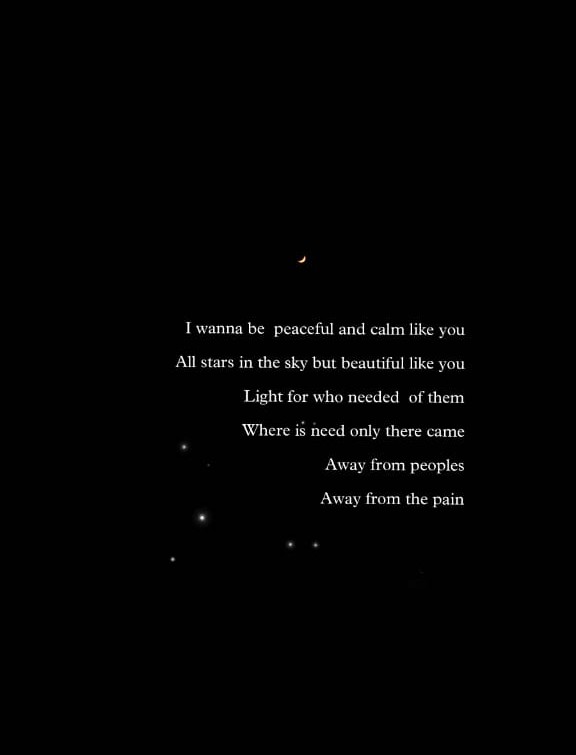 I wanna be  peaceful and calm like you
All stars in the sky but beautiful like you
Light for who needed  of them
Where is need only there came
Away from peoples
Away from the pain